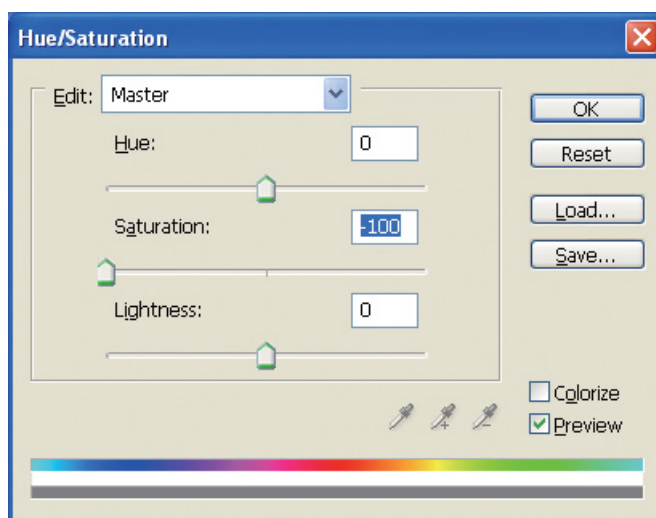 Hue/Saturation
Edit: Master
OK
Hue: 0
Reset
Saturation: -100
Load...
Save...
Lightness: 0
Colorize
Preview